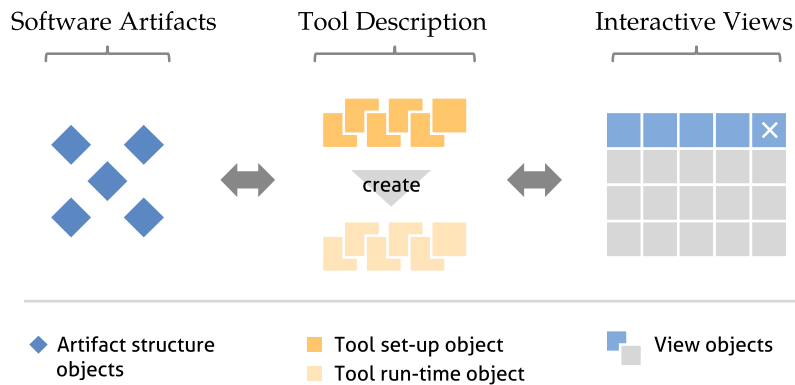 Software Artifacts
Tool Description
Interactive Views
create
Artifact structure
objects
Tool set-up object
Tool run-time object
View objects